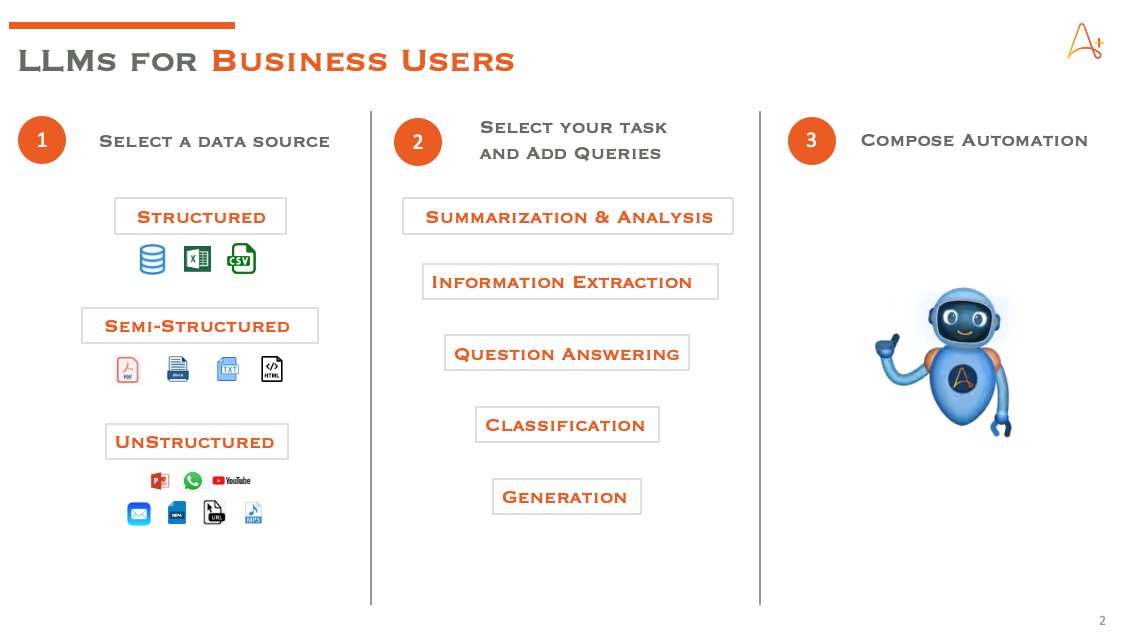 LLMs for Business Users
A+
1
Select a data source
Structured
X
CSV
Semi-Structured
PDF
Docx
TXT
</>
HTML
UnStructured
P
YouTube
MP4
URL
MP3
2
Select your task
and Add Queries
Summarization & Analysis
Information Extraction
Question Answering
Classification
Generation
3
Compose Automation
A
2